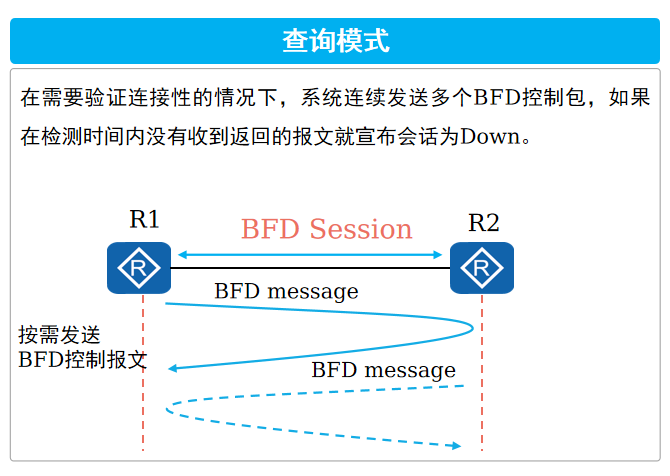 查询模式
在需要验证连接性的情况下，系统连续发送多个BFD控制包，如果
在检测时间内没有收到返回的报文就宣布会话为Down。
R1
BFD Session
R2
R
R
BFD message
按需发送
BFD控制报文
BFD message